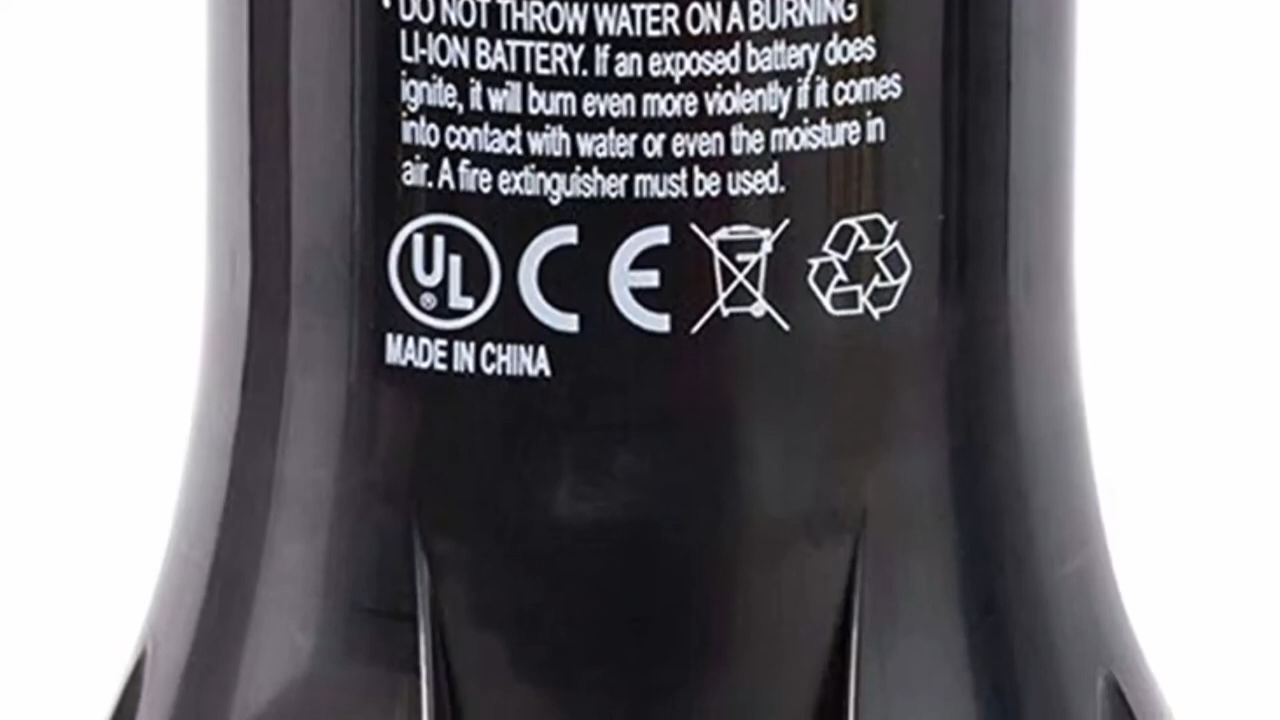 • DO NOT THROW WATER ON A BURNING
LI-ION BATTERY. If an exposed battery does
ignite, it will burn even more violently if it comes
into contact with water or even the moisture in
air. A fire extinguisher must be used.
UL ® CE
MADE IN CHINA